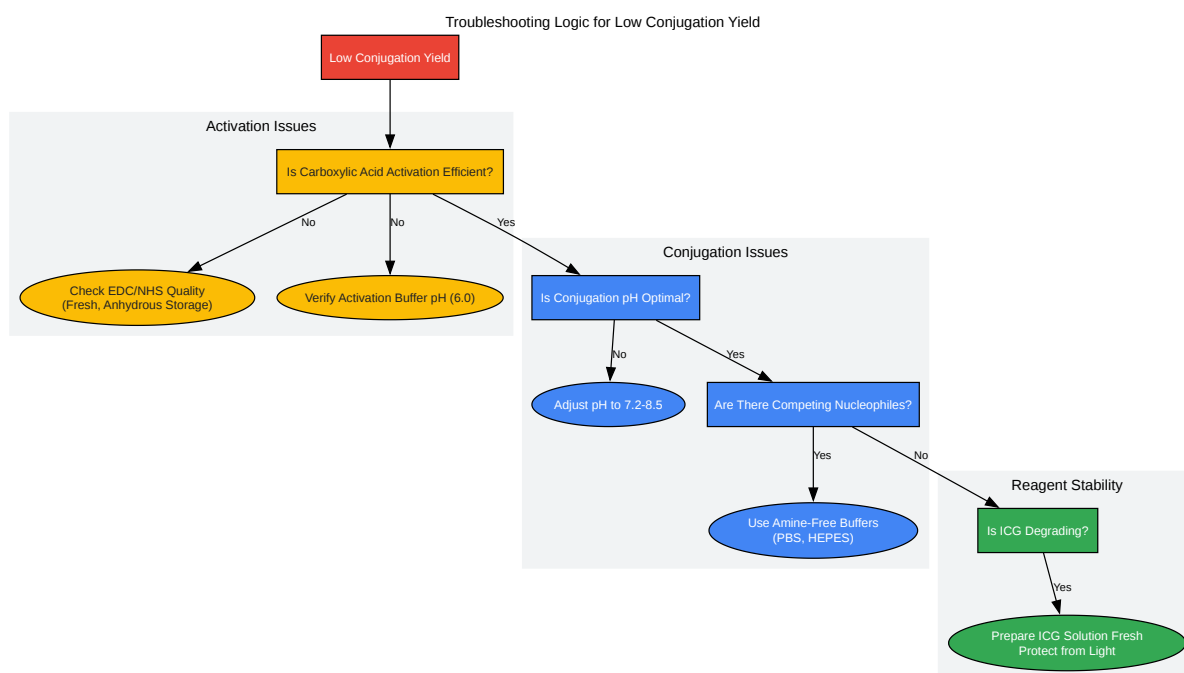 Troubleshooting Logic for Low Conjugation Yield
Low Conjugation Yield
Activation Issues
Is Carboxylic Acid Activation Efficient?
No
No
Yes
Check EDC/NHS Quality
(Fresh, Anhydrous Storage)
Verify Activation Buffer pH (6.0)
Conjugation Issues
Is Conjugation pH Optimal?
No
Yes
Adjust pH to 7.2-8.5
Are There Competing Nucleophiles?
Yes
No
Use Amine-Free Buffers
(PBS, HEPES)
Reagent Stability
Is ICG Degrading?
Yes
Prepare ICG Solution Fresh
Protect from Light